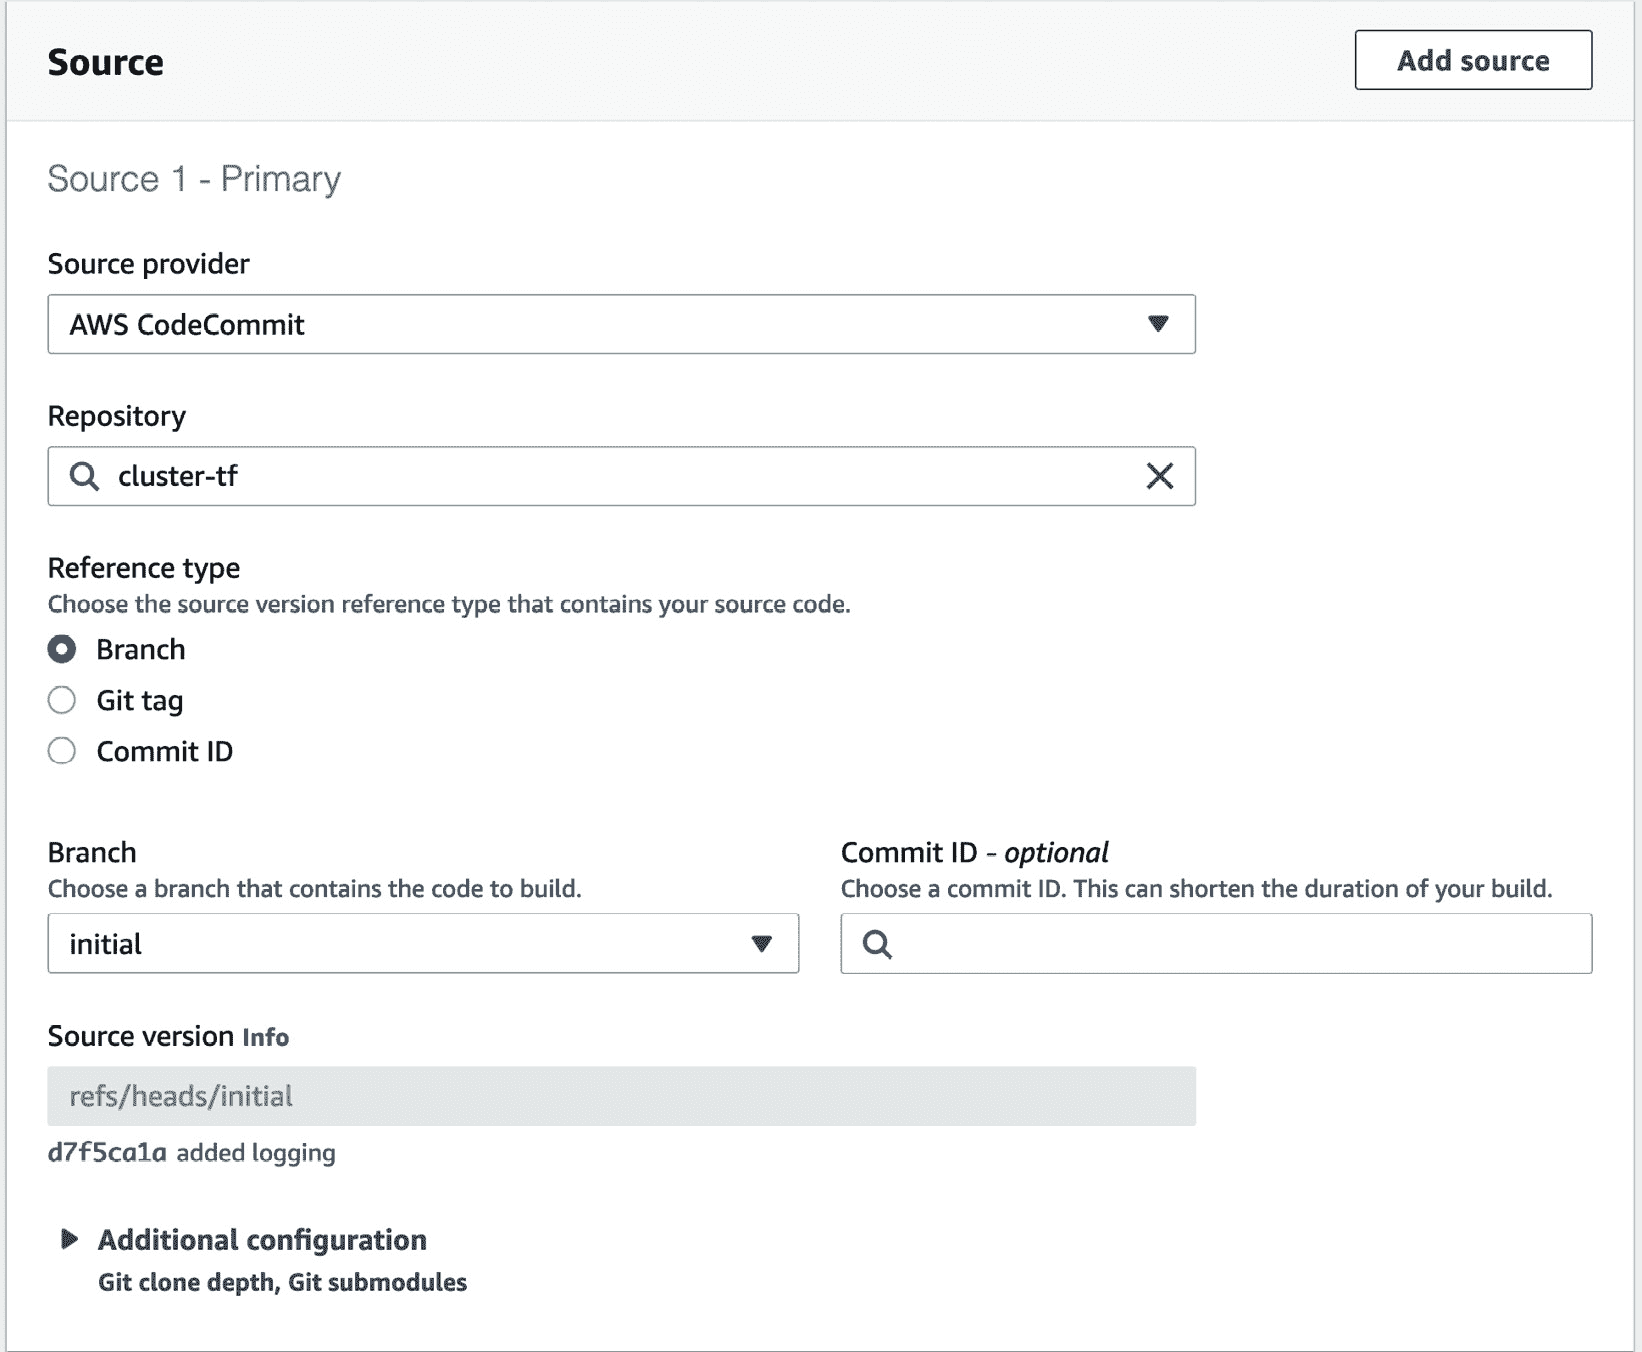 Source
Add source
Source 1 - Primary
Source provider
AWS CodeCommit
Repository
cluster-tf
Reference type
Choose the source version reference type that contains your source code.
Branch
Git tag
Commit ID
Branch
Choose a branch that contains the code to build.
initial
Commit ID - optional
Choose a commit ID. This can shorten the duration of your build.
Source version Info
refs/heads/initial
d7f5ca1a added logging
Additional configuration
Git clone depth, Git submodules